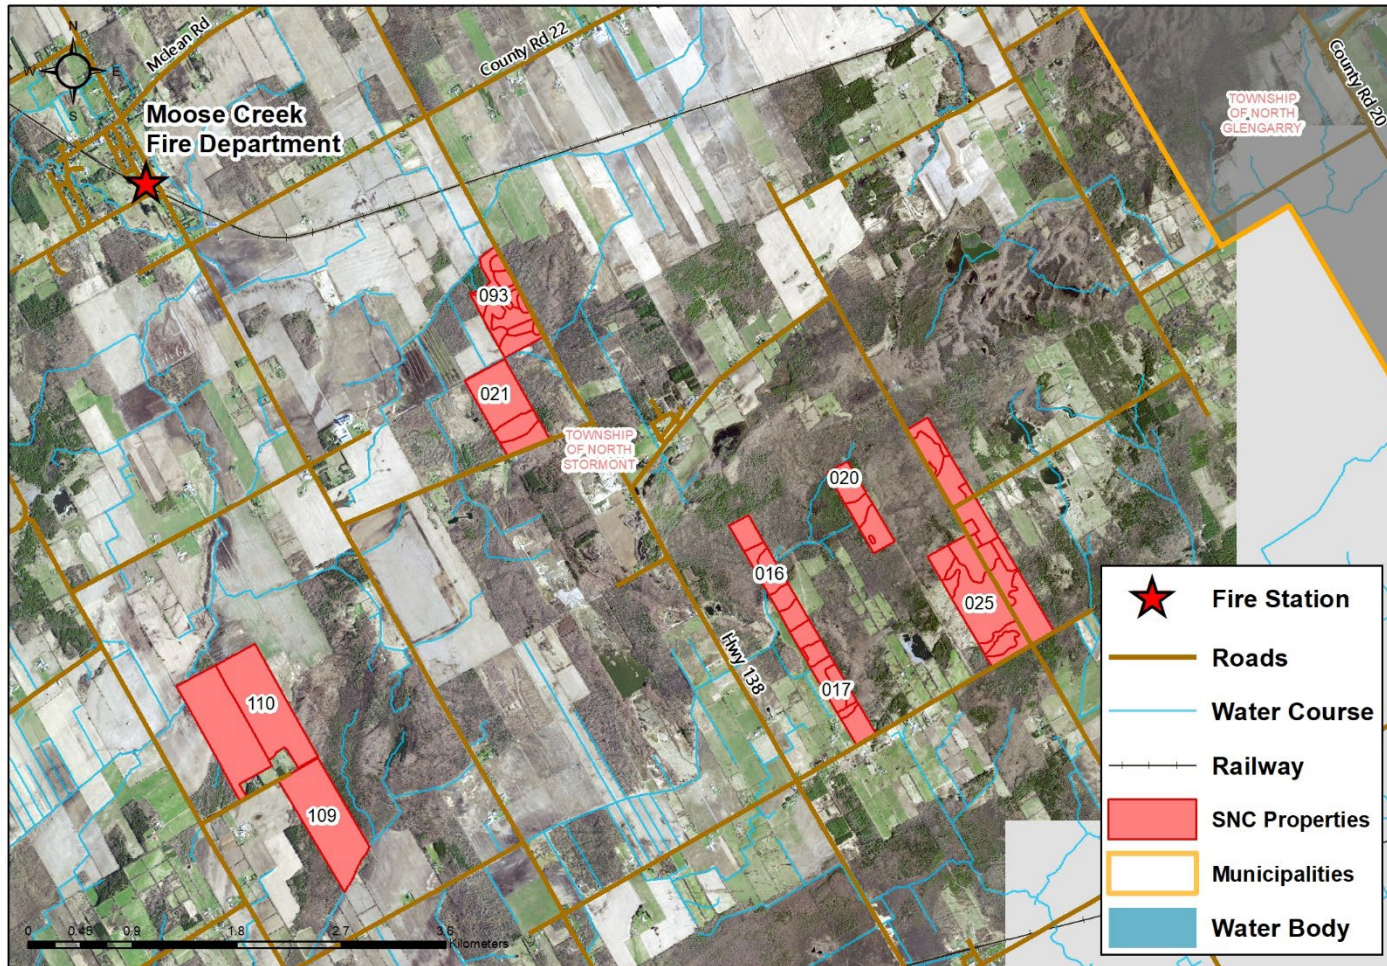 N
W
E
S
Mclean Rd
County Rd 22
County Rd 20
Moose Creek
Fire Department
TOWNSHIP
OF NORTH
GLENGARRY
093
021
TOWNSHIP
OF NORTH
STORMONT
020
016
025
017
Hwy 138
110
109
0 0.45 0.9 1.8 2.7 3.6
Kilometers
Fire Station
Roads
Water Course
Railway
SNC Properties
Municipalities
Water Body